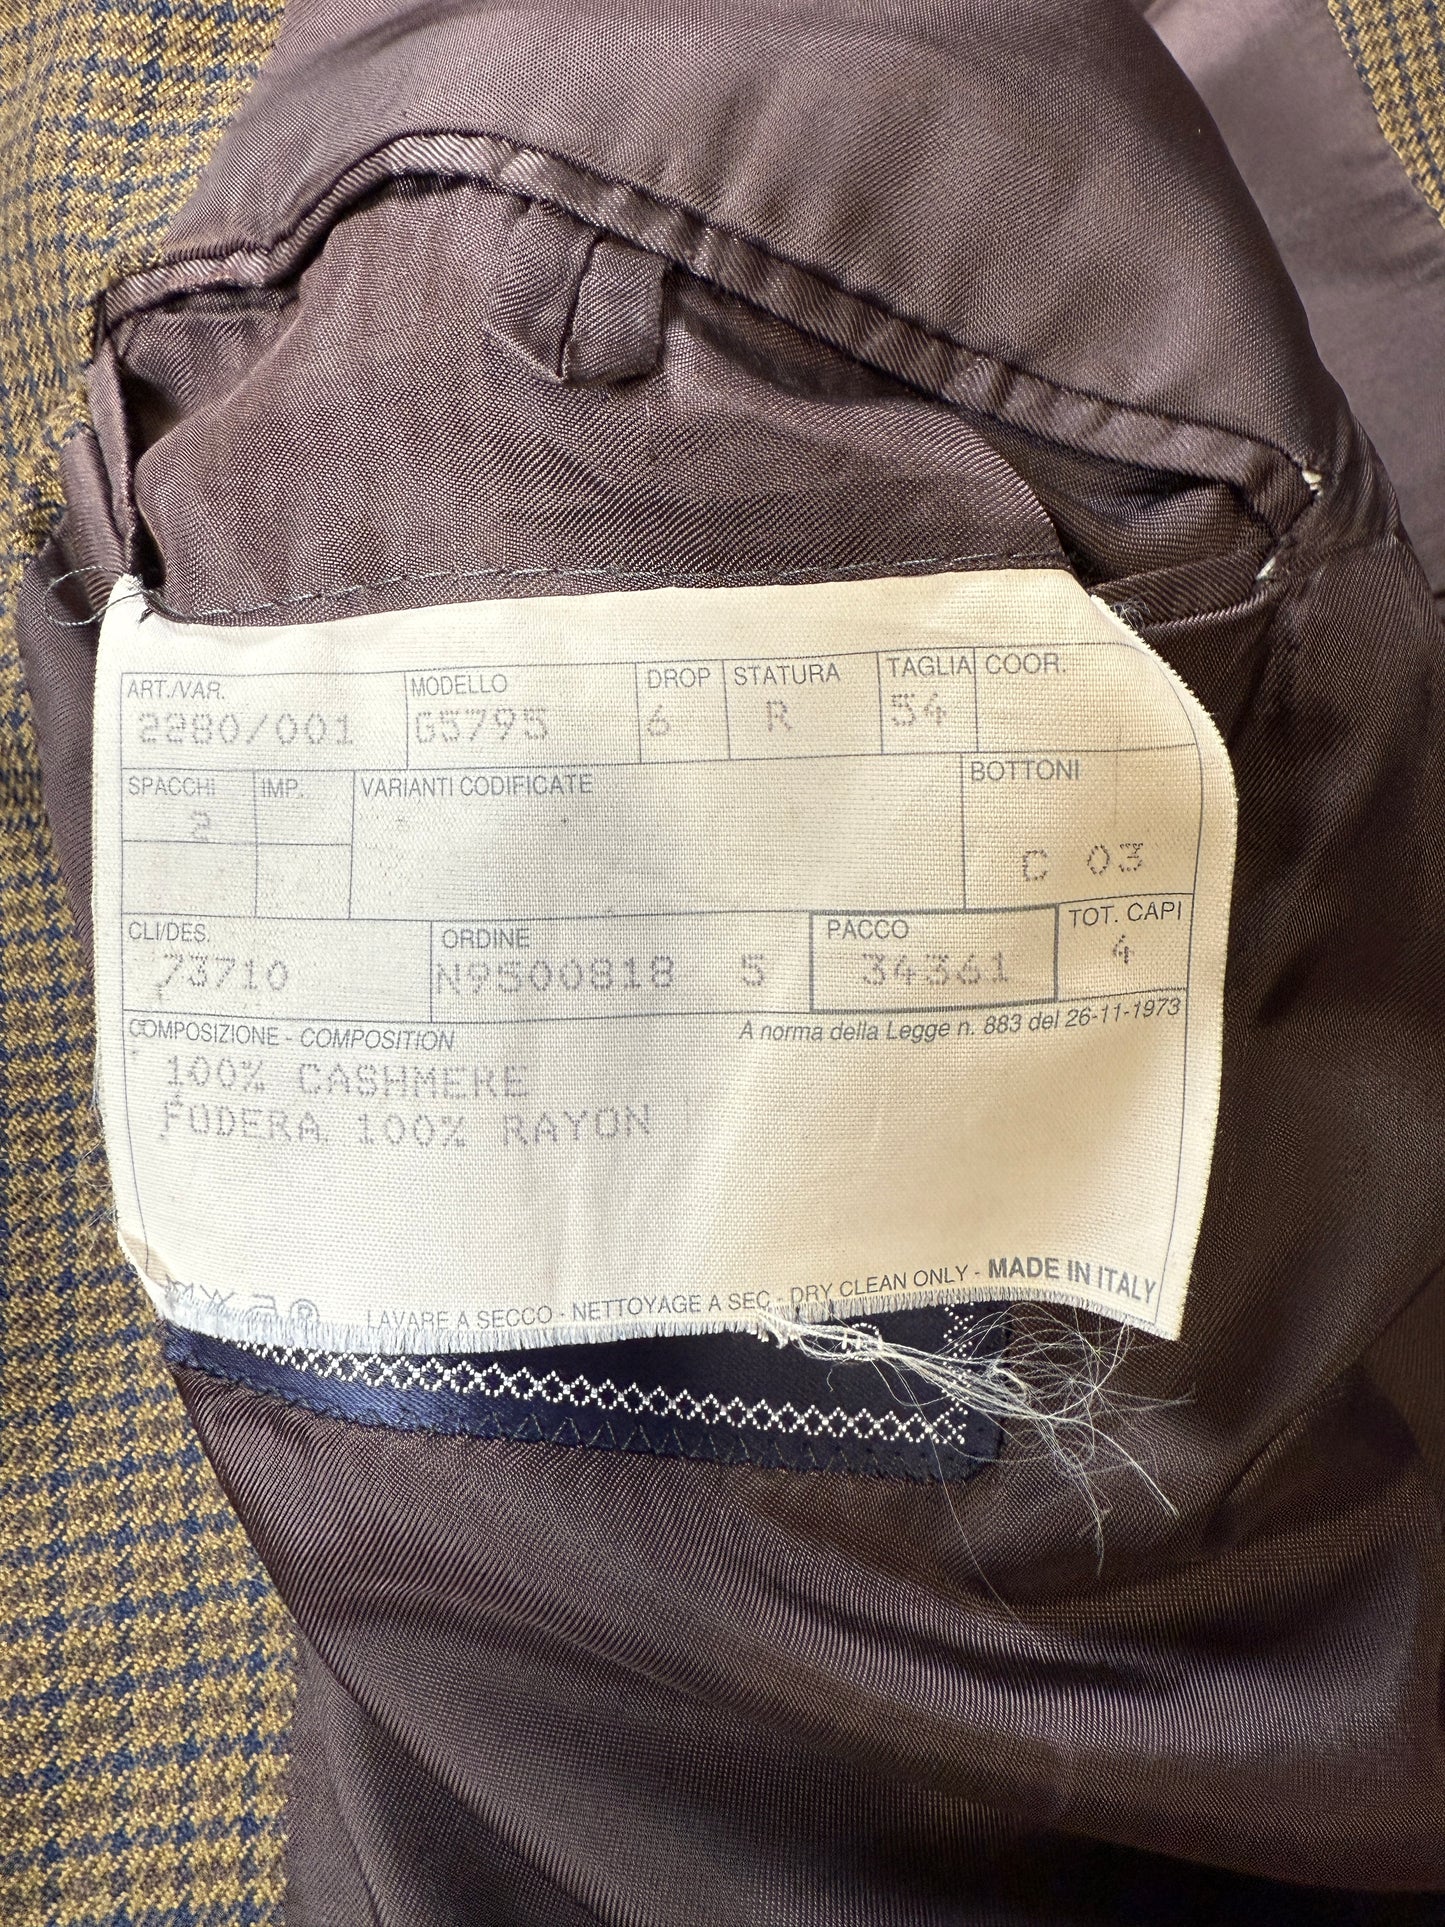 ART./VAR. MODELLO DROP STATURA TAGLIA COOR.
2280/001 G5795 6 R 54
SPACCHI IMP. VARIANTI CODIFICATE BOTTONI
2 C 03
CLI/DES. ORDINE PACCO TOT. CAPI
73710 N9500818 5 34361 4
COMPOSIZIONE - COMPOSITION A norma della Legge n. 883 del 26-11-1973
100% CASHMERE
FODERA 100% RAYON
LAVARE A SECCO - NETTOYAGE A SEC - DRY CLEAN ONLY - MADE IN ITALY